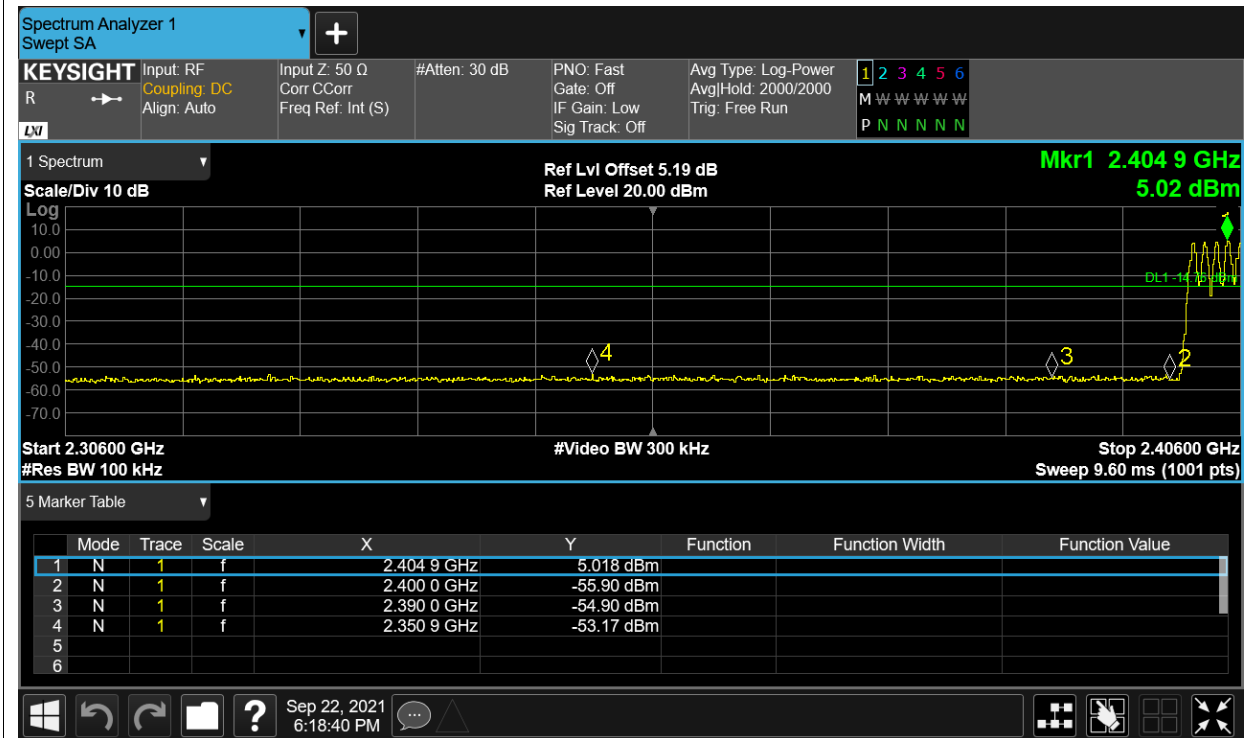 Spectrum Analyzer 1
Swept SA
KEYSIGHT
R
LXI
Input: RF
Coupling: DC
Align: Auto
Input Z: 50 Ω
Corr CCorr
Freq Ref: Int (S)
#Atten: 30 dB
PNO: Fast
Gate: Off
IF Gain: Low
Sig Track: Off
Avg Type: Log-Power
Avg|Hold: 2000/2000
Trig: Free Run
1 2 3 4 5 6
M W W W W W
P N N N N N
1 Spectrum
Scale/Div 10 dB
Ref Lvl Offset 5.19 dB
Ref Level 20.00 dBm
Mkr1 2.404 9 GHz
5.02 dBm
Log
10.0
0.00
-10.0
-20.0
-30.0
-40.0
-50.0
-60.0
-70.0
1
4
3
2
Start 2.30600 GHz
#Res BW 100 kHz
#Video BW 300 kHz
Stop 2.40600 GHz
Sweep 9.60 ms (1001 pts)
5 Marker Table
Mode Trace Scale X Y Function Function Width Function Value
1 N 1 f 2.404 9 GHz 5.018 dBm
2 N 1 f 2.400 0 GHz -55.90 dBm
3 N 1 f 2.390 0 GHz -54.90 dBm
4 N 1 f 2.350 9 GHz -53.17 dBm
5
6
?
Sep 22, 2021
6:18:40 PM